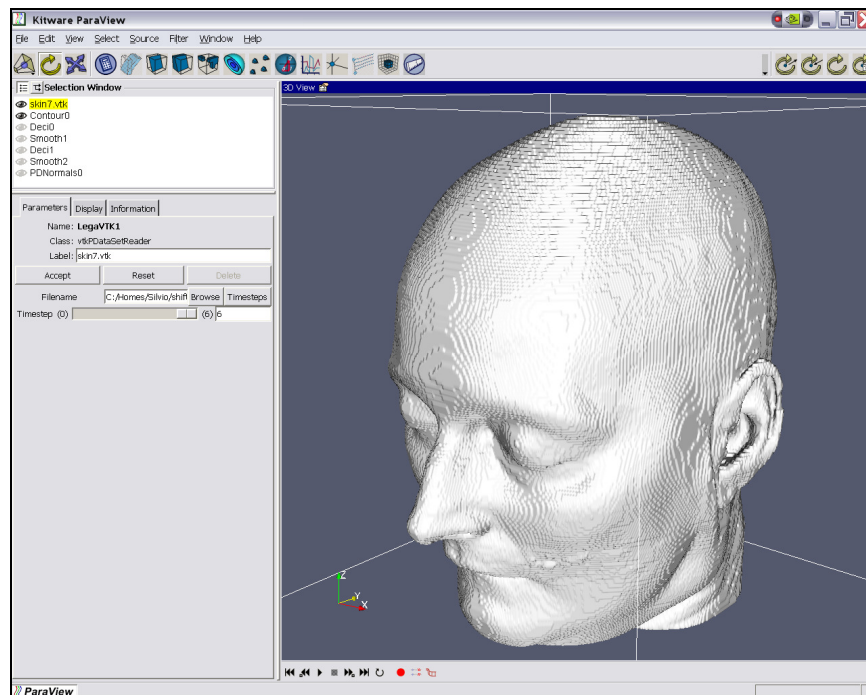 Kitware ParaView
File Edit View Select Source Filter Window Help
Selection Window
3D View
skin7.vtk
Contour0
Deci0
Smooth1
Deci1
Smooth2
PDNormals0
Parameters Display Information
Name: LegaVTK1
Class: vtkPDataSetReader
Label: skin7.vtk
Accept Reset Delete
Filename C:/Homes/Silvio/shift Browse Timesteps
Timestep (0) (6) 6
Z
Y
X
ParaView